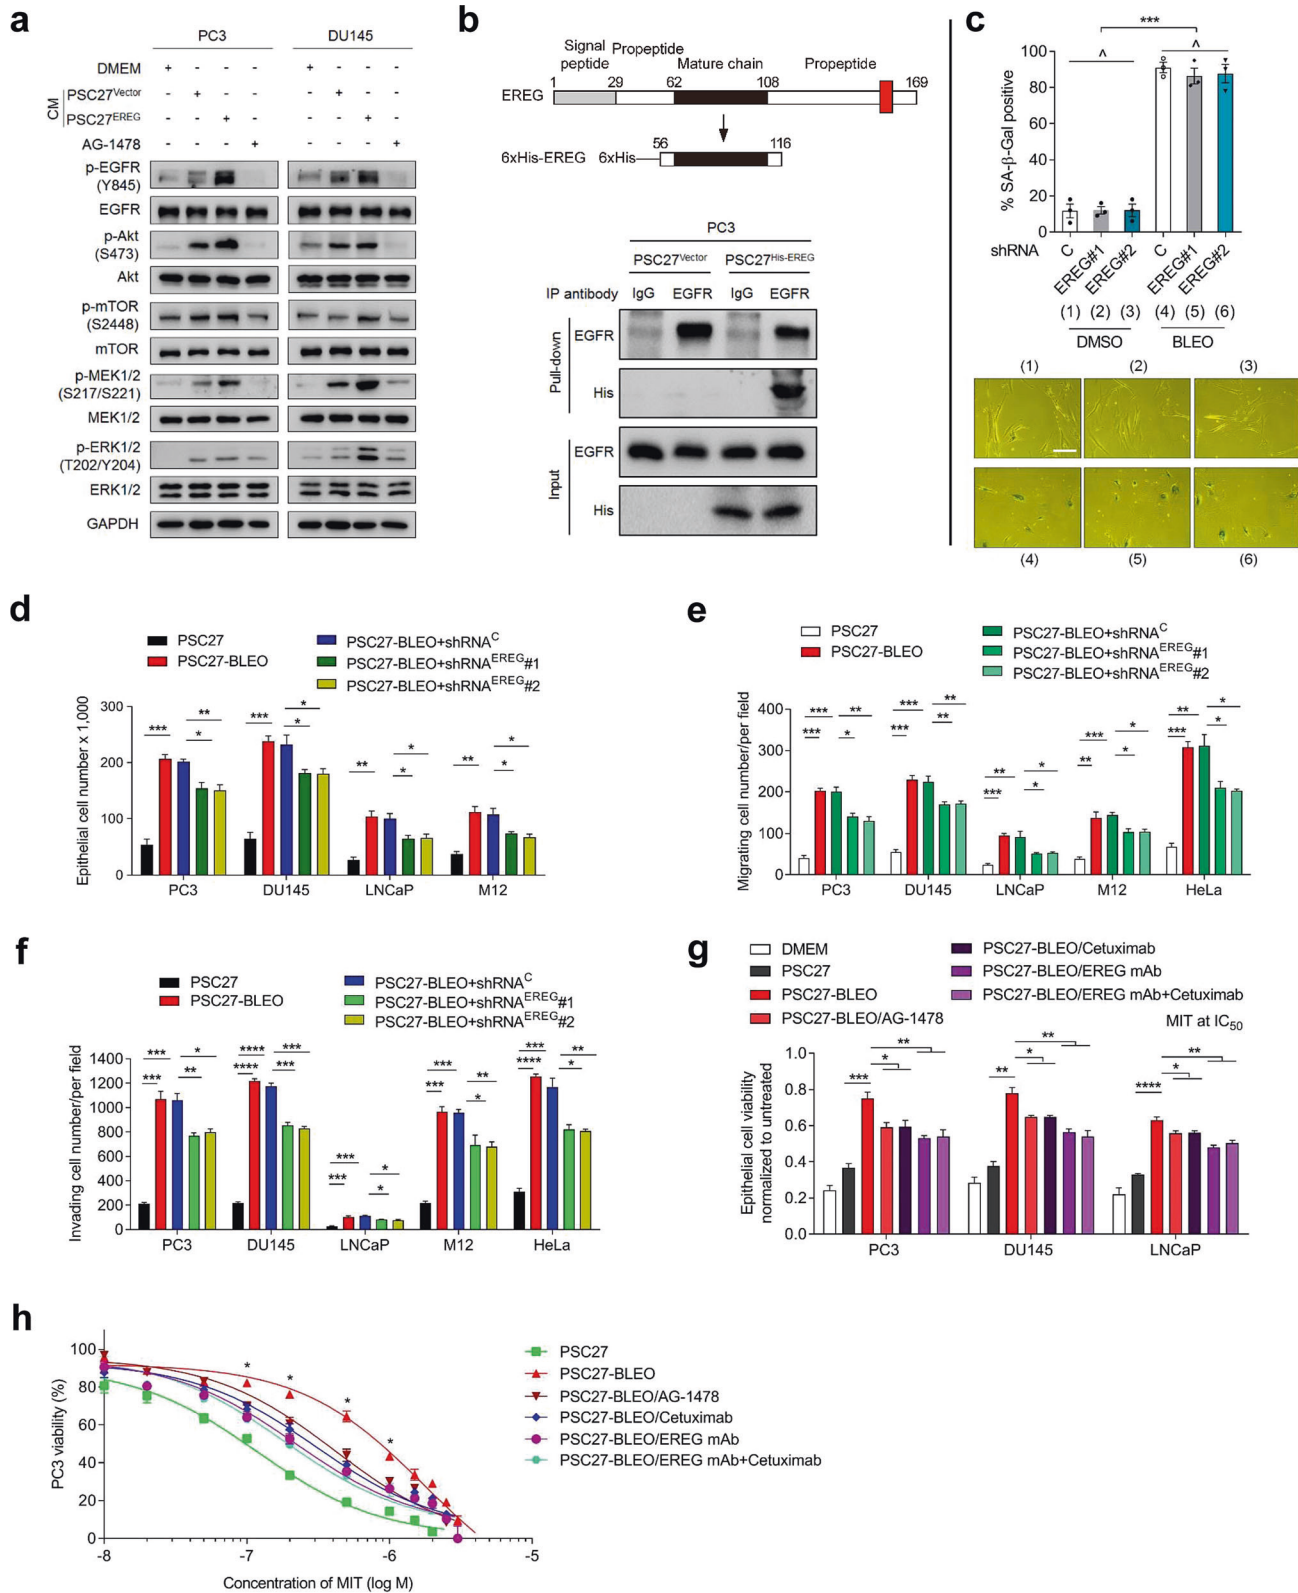 a
PC3 DU145
DMEM + - - - + - - -
CM
PSC27Vector - + - - - + - -
PSC27EREG - - + - - - + -
AG-1478 - - - + - - - +
p-EGFR
(Y845)
EGFR
p-Akt
(S473)
Akt
p-mTOR
(S2448)
mTOR
p-MEK1/2
(S217/S221)
MEK1/2
p-ERK1/2
(T202/Y204)
ERK1/2
GAPDH
b
Signal
peptide
Propeptide
Mature chain
Propeptide
1 29 62 108 169
EREG
56 116
6xHis-EREG 6xHis
PC3
PSC27Vector PSC27His-EREG
IP antibody IgG EGFR IgG EGFR
Pull-down
EGFR
His
Input
EGFR
His
c
***
^ ^
% SA-β-Gal positive
100
80
60
40
20
0
shRNA
C EREG#1 EREG#2 C EREG#1 EREG#2
(1) (2) (3) (4) (5) (6)
DMSO BLEO
(1) (2) (3)
(4) (5) (6)
d
PSC27
PSC27-BLEO
PSC27-BLEO+shRNAC
PSC27-BLEO+shRNAEREG#1
PSC27-BLEO+shRNAEREG#2
Epithelial cell number x 1,000
300
200
100
0
*** ** *
*** * *
** * *
** * *
PC3 DU145 LNCaP M12
e
PSC27
PSC27-BLEO
PSC27-BLEO+shRNAC
PSC27-BLEO+shRNAEREG#1
PSC27-BLEO+shRNAEREG#2
Migrating cell number/per field
400
300
200
100
0
*** *** ** *
*** *** ** **
** *** * *
*** ** * *
** *** * *
PC3 DU145 LNCaP M12 HeLa
f
PSC27
PSC27-BLEO
PSC27-BLEO+shRNAC
PSC27-BLEO+shRNAEREG#1
PSC27-BLEO+shRNAEREG#2
Invading cell number/per field
1400
1200
1000
800
600
400
200
0
*** *** * **
**** **** *** ***
*** *** * *
*** *** ** *
*** **** ** *
PC3 DU145 LNCaP M12 HeLa
g
DMEM
PSC27
PSC27-BLEO
PSC27-BLEO/AG-1478
PSC27-BLEO/Cetuximab
PSC27-BLEO/EREG mAb
PSC27-BLEO/EREG mAb+Cetuximab
MIT at IC50
Epithelial cell viability
normalized to untreated
1.0
0.8
0.6
0.4
0.2
0.0
*** ** *
** ** *
**** ** *
PC3 DU145 LNCaP
h
PC3 viability (%)
100
80
60
40
20
0
* * * *
-8 -7 -6 -5
Concentration of MIT (log M)
PSC27
PSC27-BLEO
PSC27-BLEO/AG-1478
PSC27-BLEO/Cetuximab
PSC27-BLEO/EREG mAb
PSC27-BLEO/EREG mAb+Cetuximab